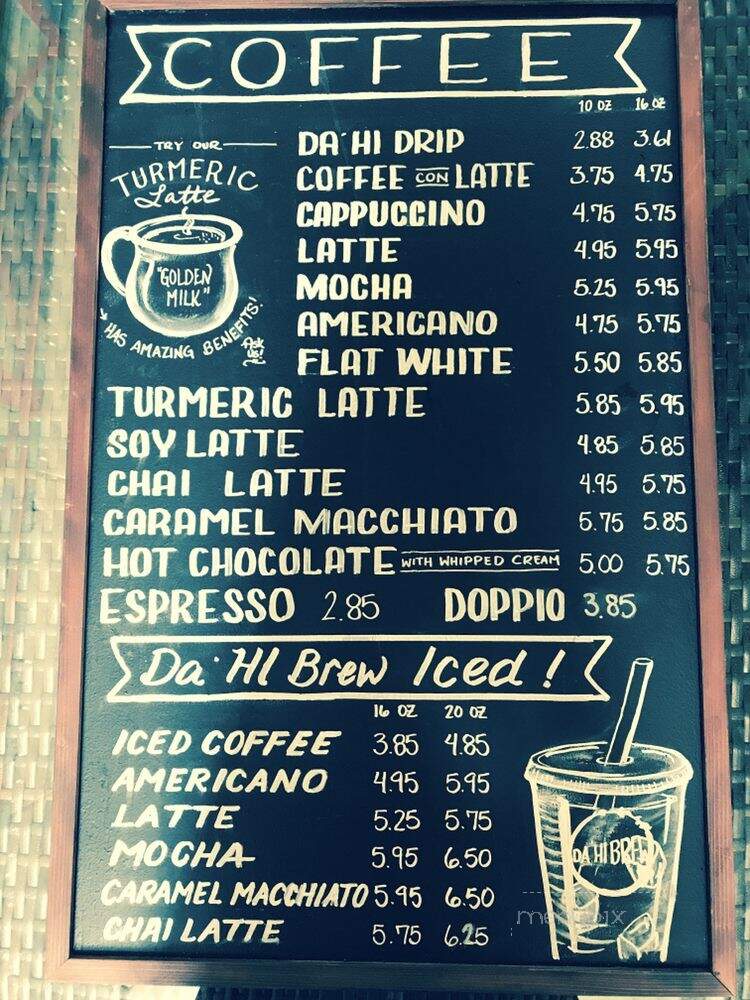 COFFEE
10 OZ 16 OZ
TRY OUR
TURMERIC
Latte
"GOLDEN
MILK"
HAS AMAZING BENEFITS!
ASK US!
DA'HI DRIP 2.88 3.61
COFFEE CON LATTE 3.75 4.75
CAPPUCCINO 4.75 5.75
LATTE 4.95 5.95
MOCHA 5.25 5.95
AMERICANO 4.75 5.75
FLAT WHITE 5.50 5.85
TURMERIC LATTE 5.85 5.95
SOY LATTE 4.85 5.85
CHAI LATTE 4.95 5.75
CARAMEL MACCHIATO 5.75 5.85
HOT CHOCOLATE WITH WHIPPED CREAM 5.00 5.75
ESPRESSO 2.85 DOPPIO 3.85
Da·HI Brew Iced!
16 OZ 20 OZ
ICED COFFEE 3.85 4.85
AMERICANO 4.95 5.95
LATTE 5.25 5.75
MOCHA 5.95 6.50
CARAMEL MACCHIATO 5.95 6.50
CHAI LATTE 5.75 6.25
DA HI BREW